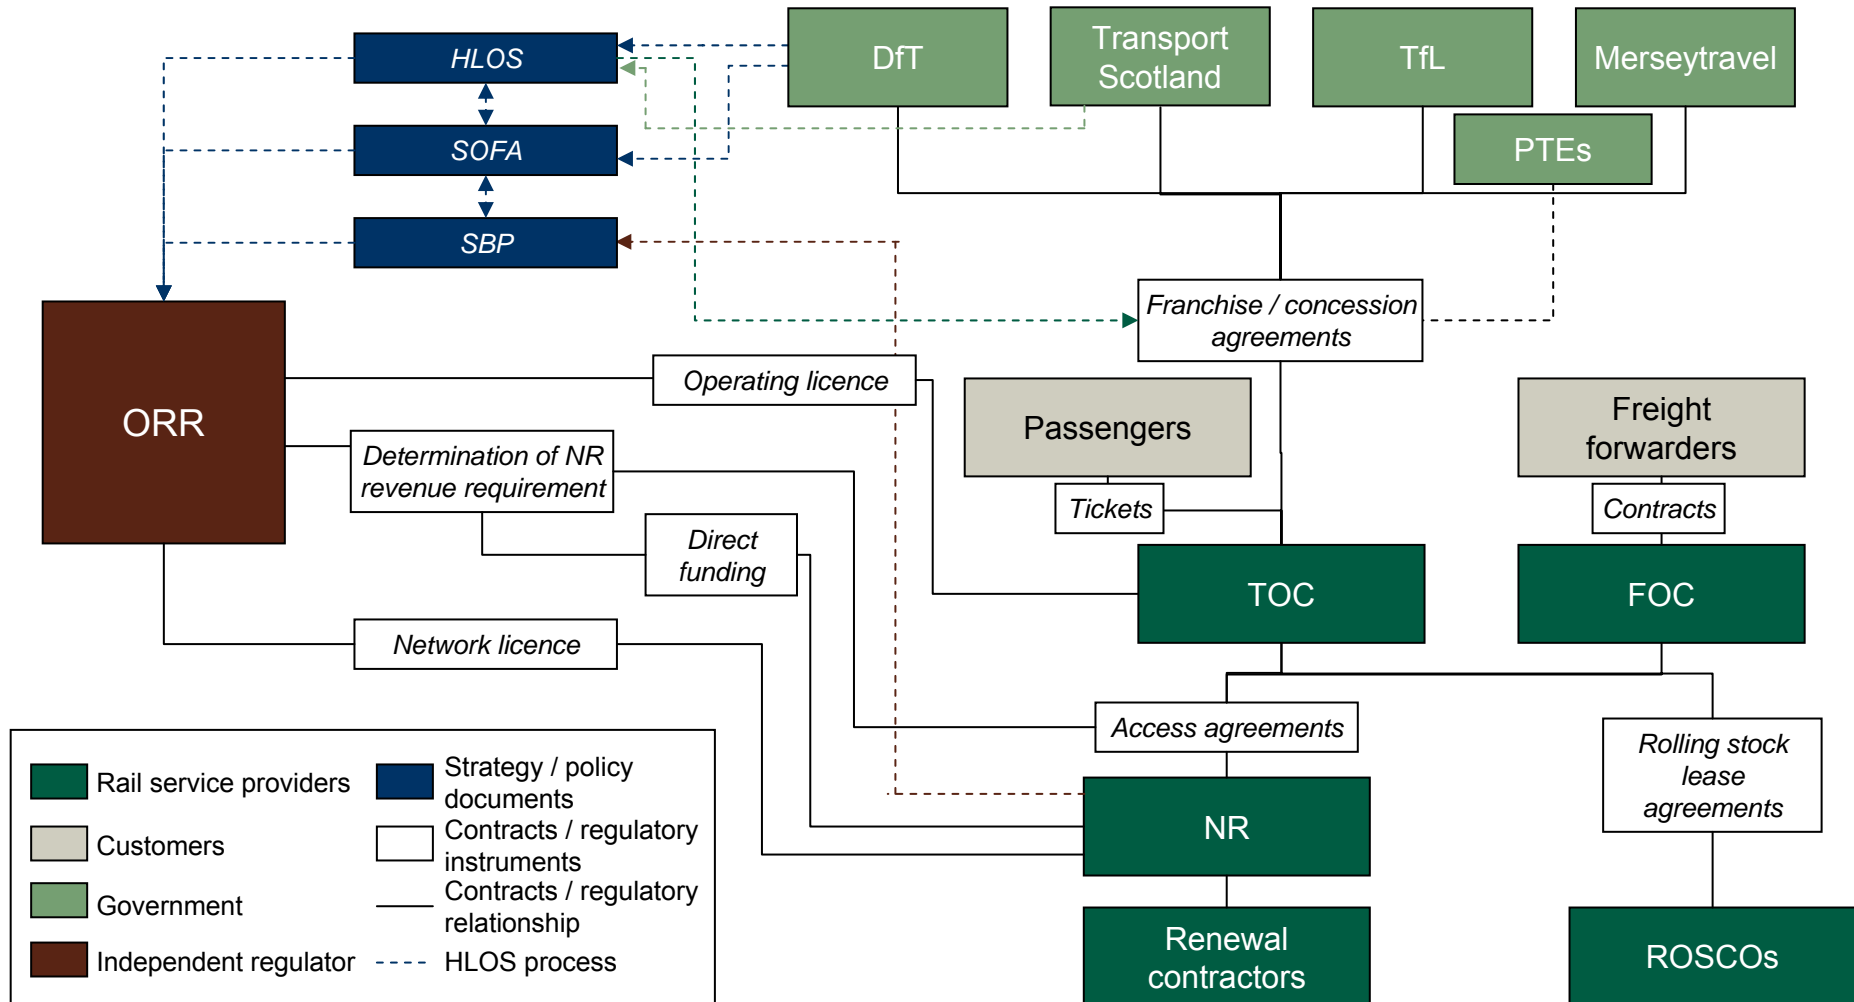 HLOS
SOFA
SBP
DfT
Transport
Scotland
TfL
Merseytravel
PTEs
Franchise / concession
agreements
ORR
Operating licence
Determination of NR
revenue requirement
Direct
funding
Network licence
Passengers
Tickets
Freight
forwarders
Contracts
TOC
FOC
Access agreements
Rolling stock
lease
agreements
NR
Renewal
contractors
ROSCOs
Rail service providers
Customers
Government
Independent regulator
Strategy / policy
documents
Contracts / regulatory
instruments
Contracts / regulatory
relationship
HLOS process